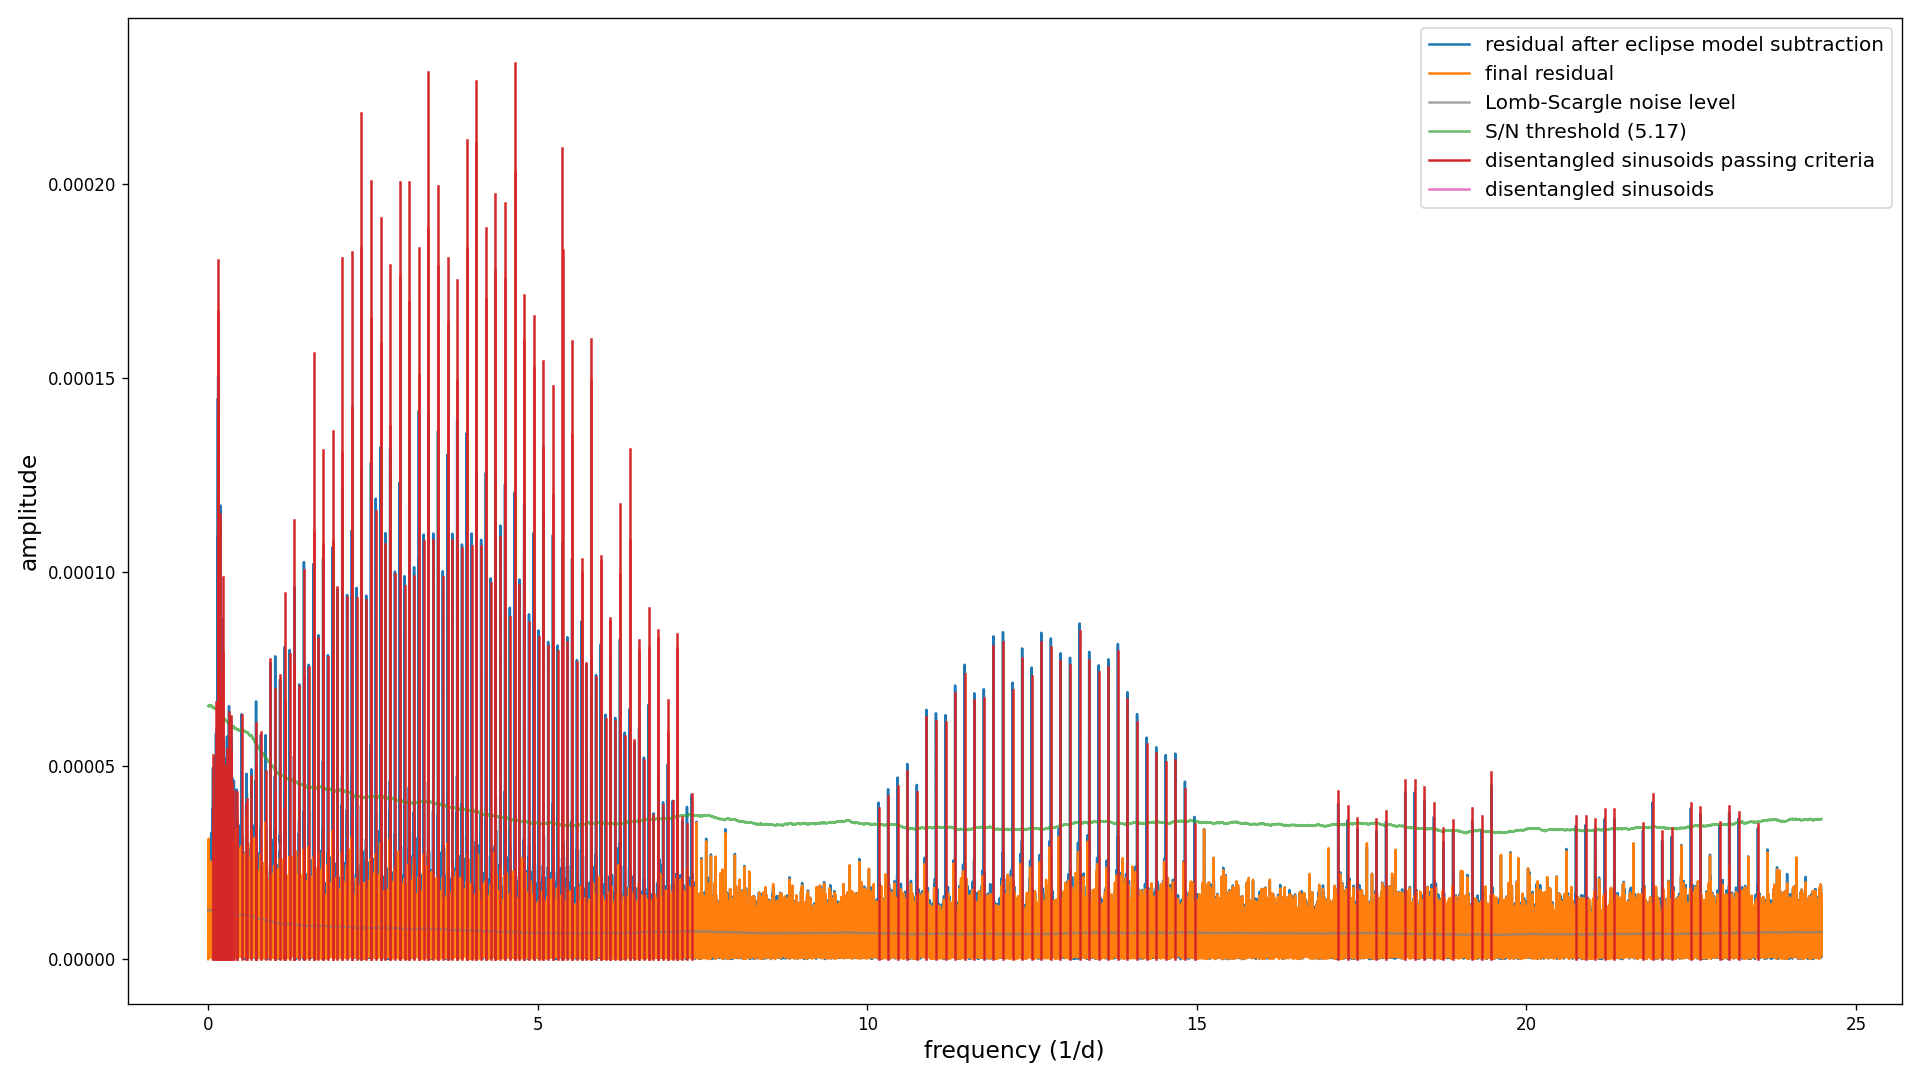 residual after eclipse model subtraction
final residual
Lomb-Scargle noise level
S/N threshold (5.17)
disentangled sinusoids passing criteria
disentangled sinusoids
amplitude
0.00020
0.00015
0.00010
0.00005
0.00000
0 5 10 15 20 25
frequency (1/d)